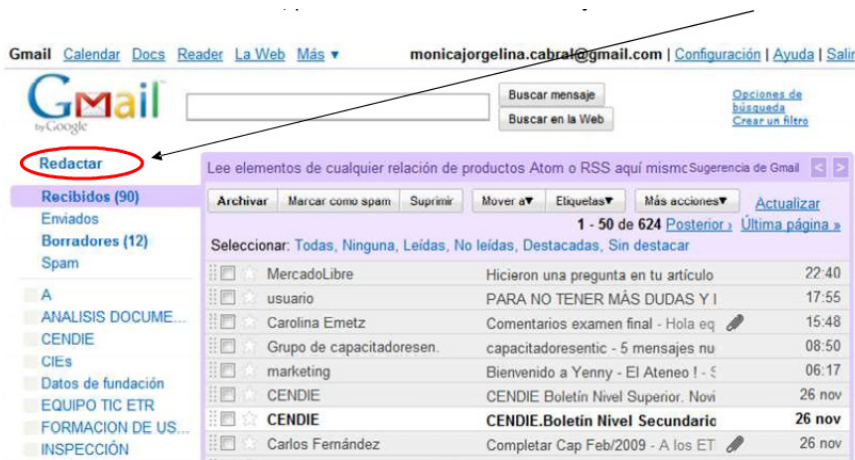 Gmail Calendar Docs Reader La Web Más ▼ monicajorgelina.cabral@gmail.com | Configuración | Ayuda | Salir
Gmail
by Google
Buscar mensaje
Buscar en la Web
Opciones de
búsqueda
Crear un filtro
Redactar
Recibidos (90)
Enviados
Borradores (12)
Spam
A
ANALISIS DOCUME...
CENDIE
CIEs
Datos de fundación
EQUIPO TIC ETR
FORMACION DE US...
INSPECCIÓN
Lee elementos de cualquier relación de productos Atom o RSS aquí mismo Sugerencia de Gmail < >
Archivar Marcar como spam Suprimir Mover a▼ Etiquetas▼ Más acciones▼ Actualizar
1 - 50 de 624 Posterior › Última página »
Seleccionar: Todas, Ninguna, Leídas, No leídas, Destacadas, Sin destacar
MercadoLibre Hicieron una pregunta en tu artículo 22:40
usuario PARA NO TENER MÁS DUDAS Y 17:55
Carolina Emetz Comentarios examen final - Hola eq 15:48
Grupo de capacitadoresen. capacitadoresentic - 5 mensajes nu 08:50
marketing Bienvenido a Yenny - El Ateneo ! - 06:17
CENDIE CENDIE Boletín Nivel Superior. Novi 26 nov
CENDIE CENDIE.Boletin Nivel Secundario 26 nov
Carlos Fernández Completar Cap Feb/2009 - A los ET 26 nov